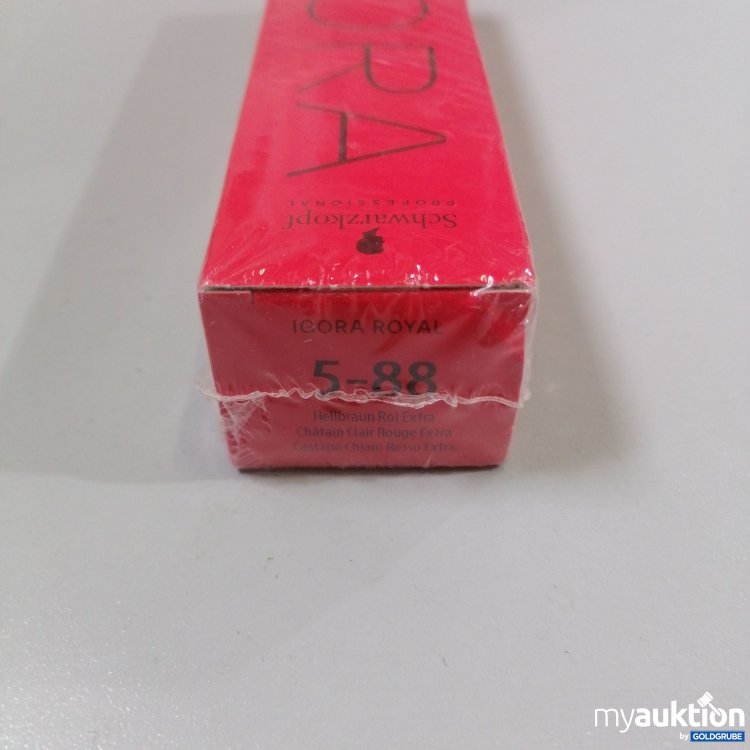 ORA
Schwarzkopf
PROFESSIONAL
IGORA ROYAL
5-88
Hellbraun Rot Extra
Châtain Clair Rouge Extra
Castano Chiaro Rosso Extra
myauktion
by GOLDGRUBE